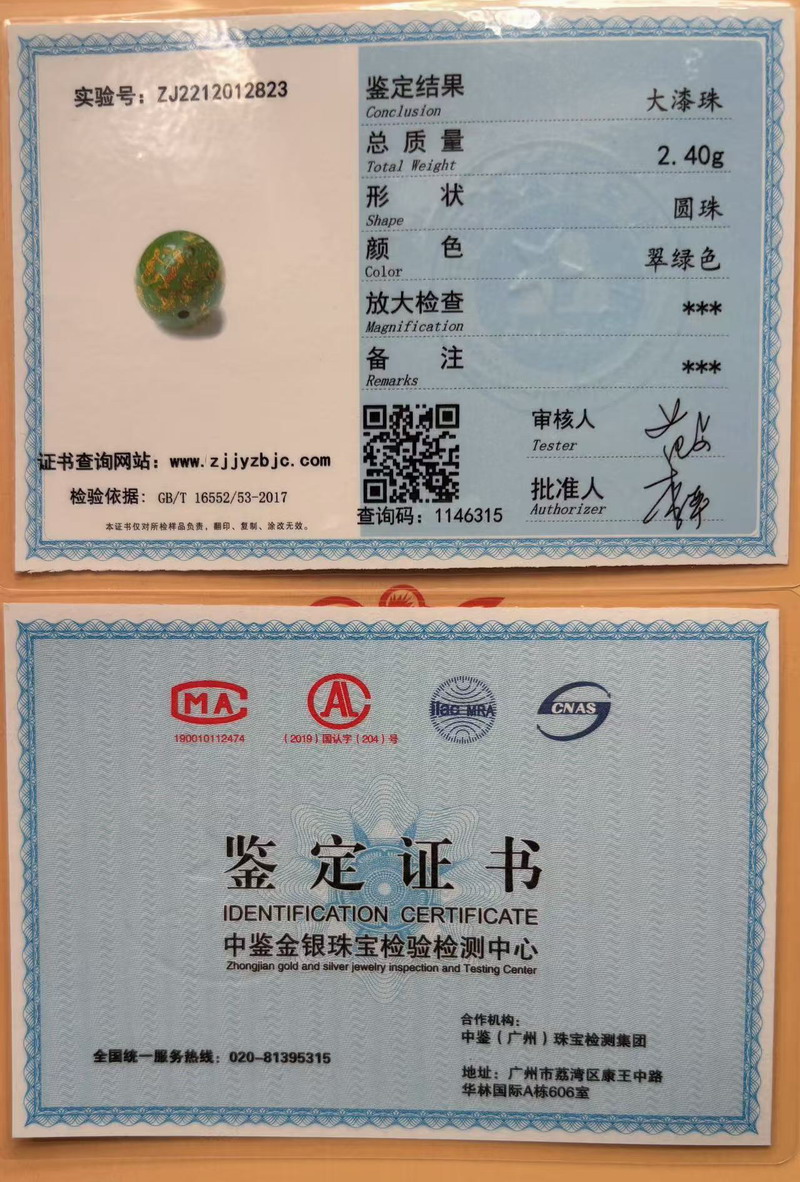 实验号：ZJ2212012823
证书查询网站：www.zjjyzbjc.com
检验依据：GB/T 16552/53-2017
本证书仅对所检样品负责，翻印、复制、涂改无效。
鉴定结果 大漆珠
Conclusion
总质量 2.40g
Total Weight
形状 圆珠
Shape
颜色 翠绿色
Color
放大检查 ***
Magnification
备注 ***
Remarks
审核人
Tester
批准人
Authorizer
查询码：1146315
MA
190010112474
CAL
（2019）国认字（204）号
ilac-MRA
CNAS
鉴定证书
IDENTIFICATION CERTIFICATE
中鉴金银珠宝检验检测中心
Zhongjian gold and silver jewelry inspection and Testing Center
全国统一服务热线：020-81395315
合作机构：
中鉴（广州）珠宝检测集团
地址：广州市荔湾区康王中路
华林国际A栋606室